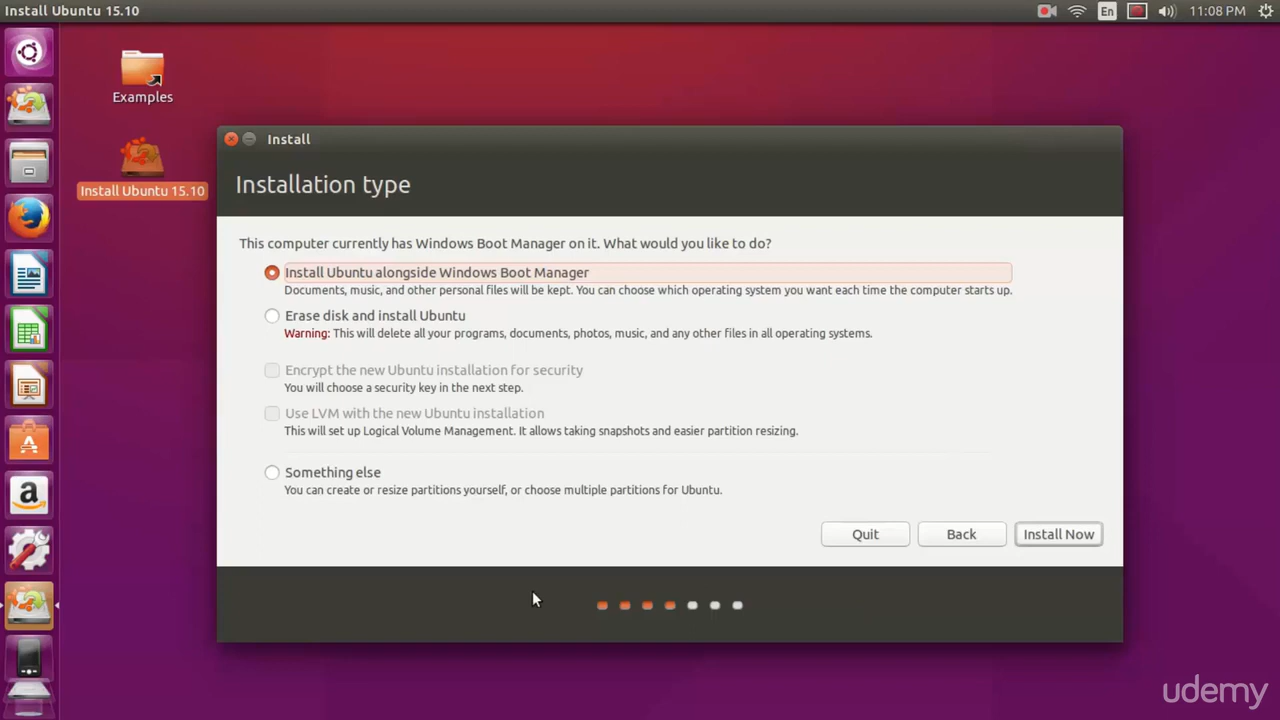 Install Ubuntu 15.10
En
11:08 PM
Examples
Install Ubuntu 15.10
Install
Installation type
This computer currently has Windows Boot Manager on it. What would you like to do?
Install Ubuntu alongside Windows Boot Manager
Documents, music, and other personal files will be kept. You can choose which operating system you want each time the computer starts up.
Erase disk and install Ubuntu
Warning: This will delete all your programs, documents, photos, music, and any other files in all operating systems.
Encrypt the new Ubuntu installation for security
You will choose a security key in the next step.
Use LVM with the new Ubuntu installation
This will set up Logical Volume Management. It allows taking snapshots and easier partition resizing.
Something else
You can create or resize partitions yourself, or choose multiple partitions for Ubuntu.
Quit
Back
Install Now
udemy